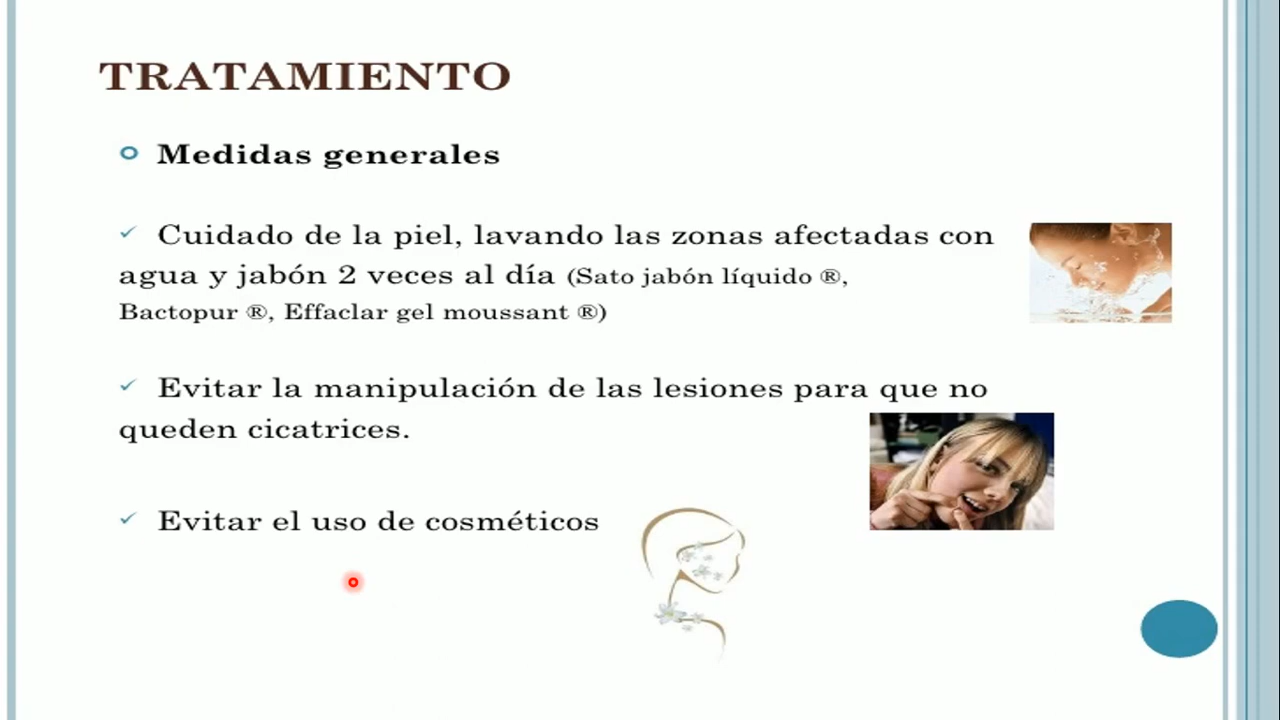 TRATAMIENTO
Medidas generales
Cuidado de la piel, lavando las zonas afectadas con
agua y jabón 2 veces al día (Sato jabón líquido ®,
Bactopur ®, Effaclar gel moussant ®)
Evitar la manipulación de las lesiones para que no
queden cicatrices.
Evitar el uso de cosméticos